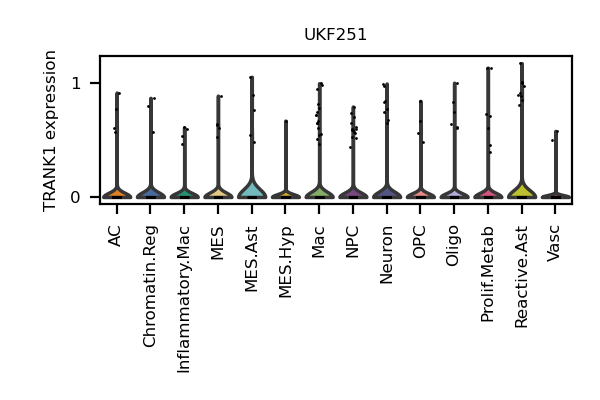 UKF251
TRANK1 expression
1
0
AC
Chromatin.Reg
Inflammatory.Mac
MES
MES.Ast
MES.Hyp
Mac
NPC
Neuron
OPC
Oligo
Prolif.Metab
Reactive.Ast
Vasc